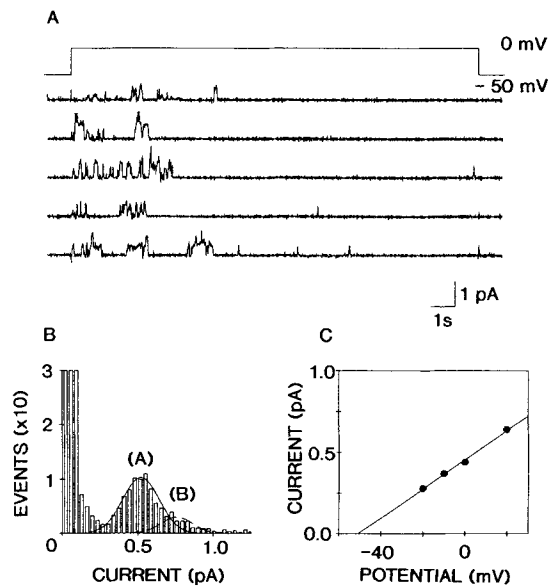 A
0 mV
- 50 mV
1 pA
1s
B
3
2
1
0
EVENTS (x10)
(A)
(B)
0 0.5 1.0
CURRENT (pA)
C
1.0
0.5
0.0
CURRENT (pA)
-40 0
POTENTIAL (mV)